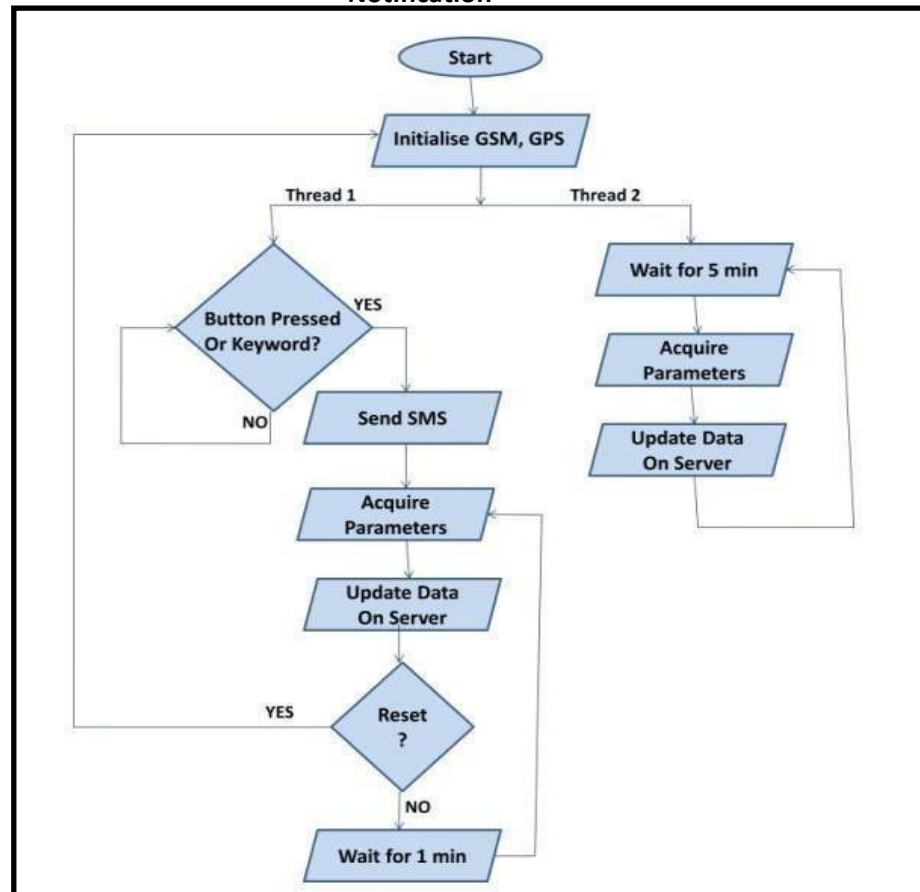 Notification
Start
Initialise GSM, GPS
Thread 1
Thread 2
Button Pressed
Or Keyword?
YES
NO
Send SMS
Acquire
Parameters
Update Data
On Server
Reset
?
YES
NO
Wait for 1 min
Wait for 5 min
Acquire
Parameters
Update Data
On Server